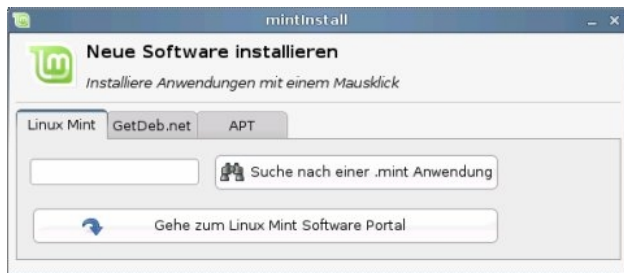 mintInstall
Neue Software installieren
Installiere Anwendungen mit einem Mausklick
Linux Mint GetDeb.net APT
Suche nach einer .mint Anwendung
Gehe zum Linux Mint Software Portal